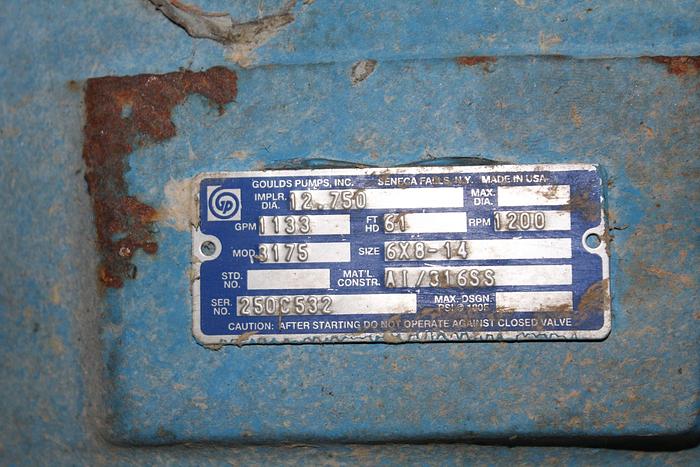 GOULDS PUMPS, INC. SENECA FALLS, N.Y. MADE IN USA
IMPLR. DIA. 12.750 MAX. DIA.
GPM 1133 FT HD 61 RPM 1200
MOD. 3175 SIZE 6X8-14
STD. NO. MAT'L CONSTR. AI/316SS
SER. NO. 250C532 MAX. DSGN. PSI @ 100F
CAUTION: AFTER STARTING DO NOT OPERATE AGAINST CLOSED VALVE